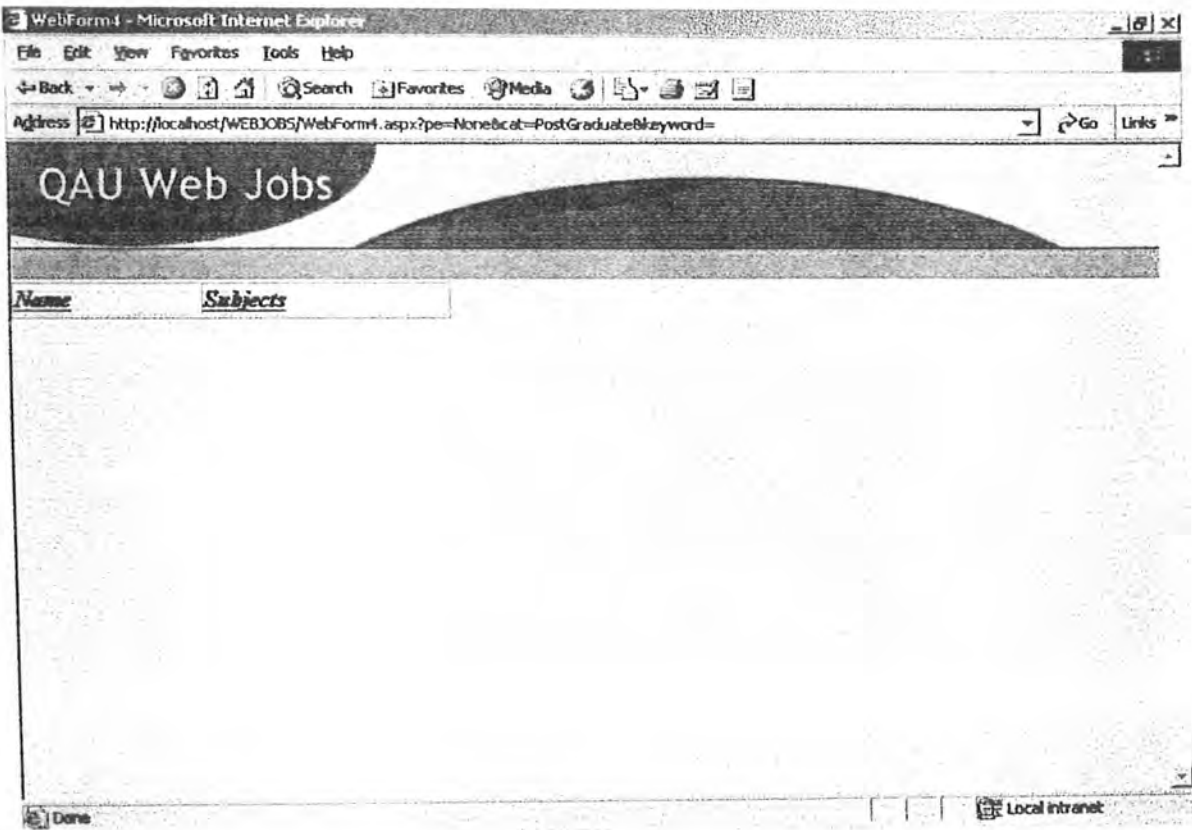 WebForm4 - Microsoft Internet Explorer
File Edit View Favorites Tools Help
Back Search Favorites Media
Address http://localhost/WEBJOBS/WebForm4.aspx?pe=None&cat=PostGraduate&keyword= Go Links »
QAU Web Jobs
Name Subjects
Done Local intranet